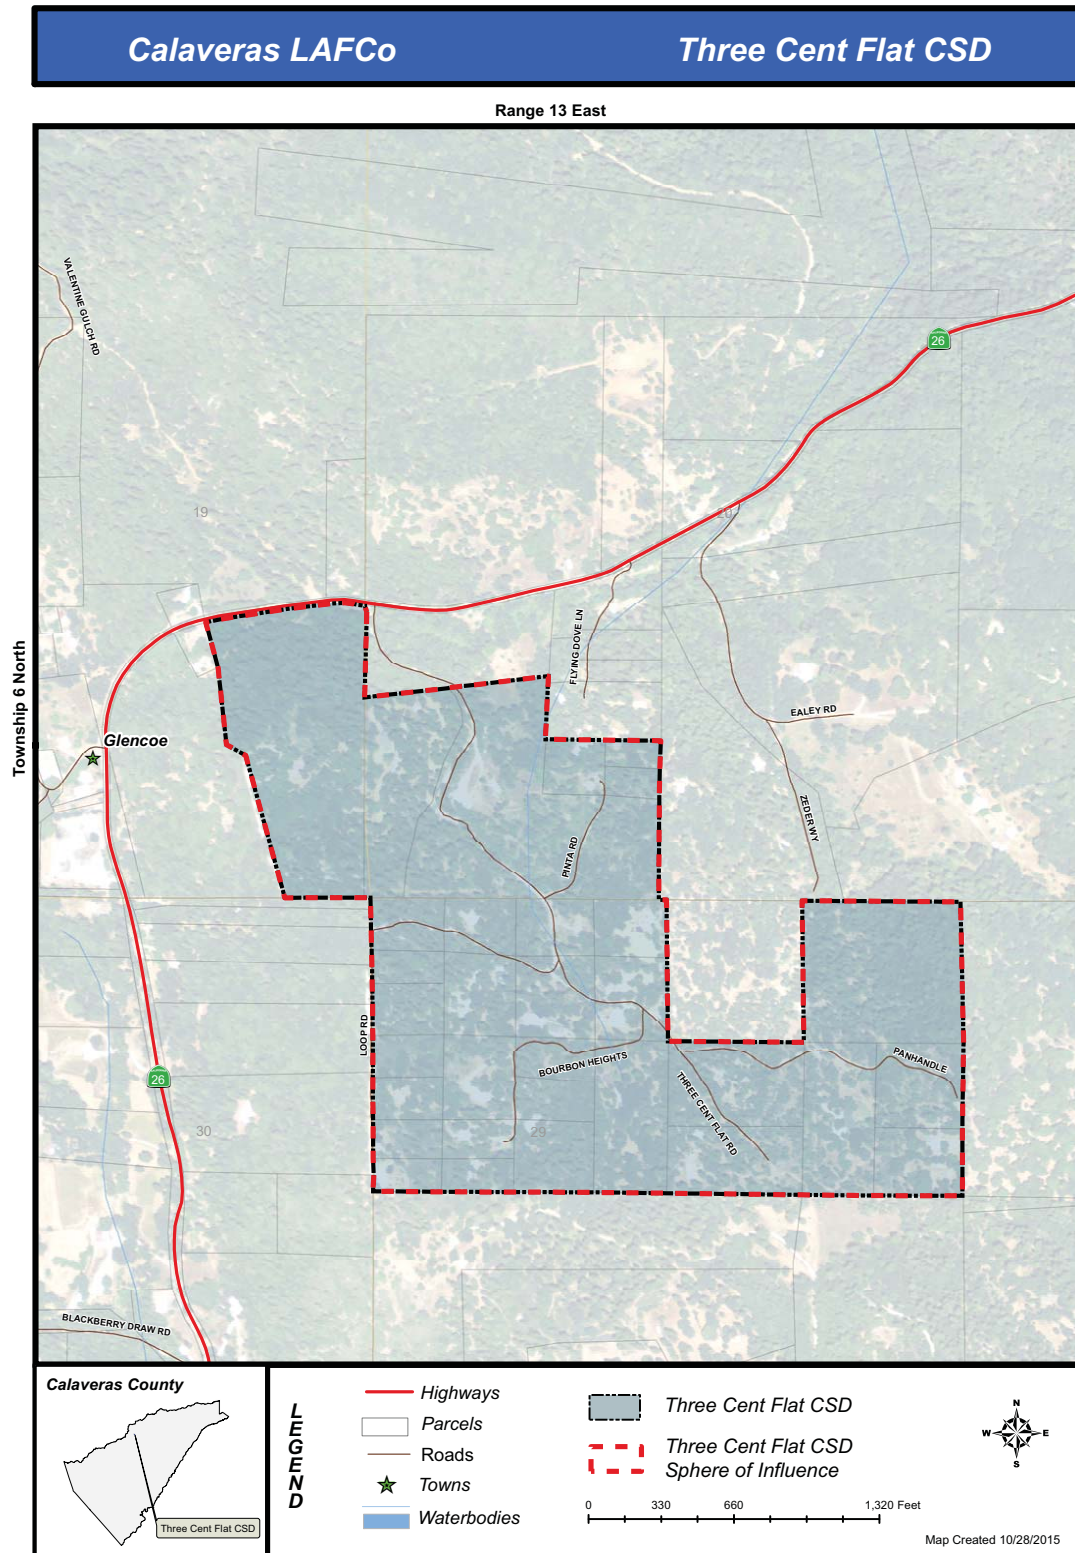 Calaveras LAFCo
Three Cent Flat CSD
Range 13 East
Township 6 North
VALENTINE GULCH RD
26
19
20
FLYING DOVE LN
EALEY RD
Glencoe
ZEDER WY
PINTA RD
LOOP RD
BOURBON HEIGHTS
PANHANDLE
THREE CENT FLAT RD
26
30
29
BLACKBERRY DRAW RD
Calaveras County
Three Cent Flat CSD
LEGEND
Highways
Parcels
Roads
Towns
Waterbodies
Three Cent Flat CSD
Three Cent Flat CSD
Sphere of Influence
0 330 660 1,320 Feet
N
W E
S
Map Created 10/28/2015